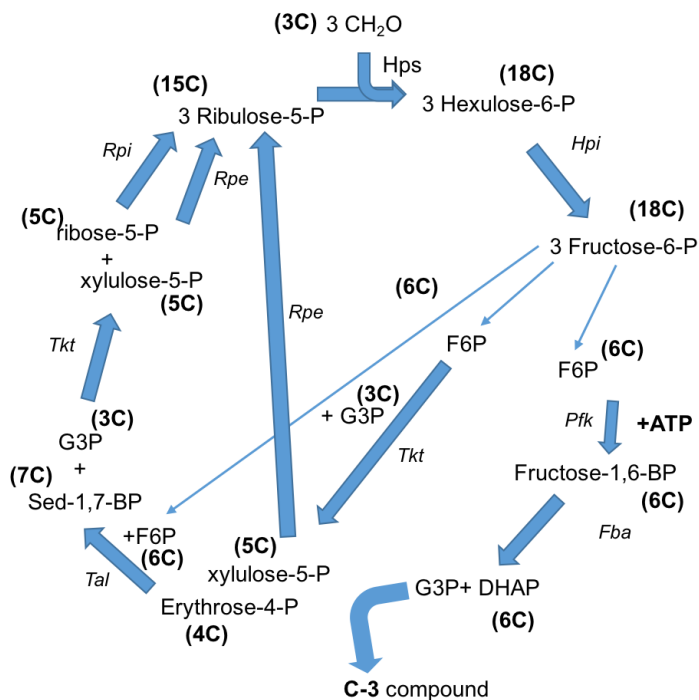 (3C) 3 CH₂O
Hps
(15C)
3 Ribulose-5-P
(18C)
3 Hexulose-6-P
Hpi
(18C)
3 Fructose-6-P
Rpi
Rpe
(5C)
ribose-5-P
+
xylulose-5-P
(5C)
(6C)
Rpe
F6P
F6P
(6C)
Tkt
(3C)
+ G3P
Tkt
Pfk
+ATP
(3C)
G3P
+
(7C)
Sed-1,7-BP
Fructose-1,6-BP
(6C)
Fba
+F6P
(6C)
Tal
(5C)
xylulose-5-P
Erythrose-4-P
(4C)
G3P+ DHAP
(6C)
C-3 compound